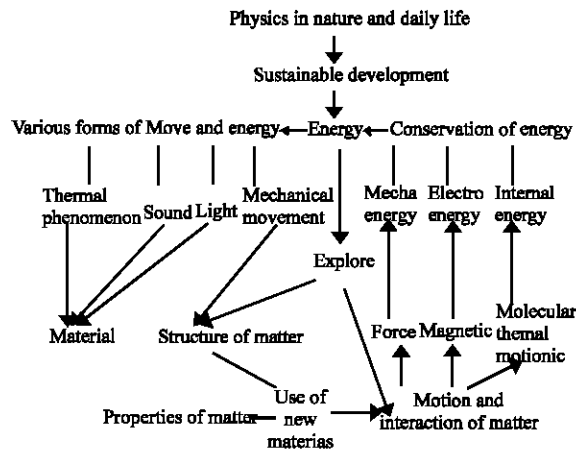 Physics in nature and daily life
Sustainable development
Various forms of Move and energy
Energy
Conservation of energy
Thermal
phenomenon
Sound
Light
Mechanical
movement
Mecha
energy
Electro
energy
Internal
energy
Explore
Material
Structure of matter
Force
Magnetic
Molecular
thermal
motionic
Properties of matter
Use of
new
materias
Motion and
interaction of matter